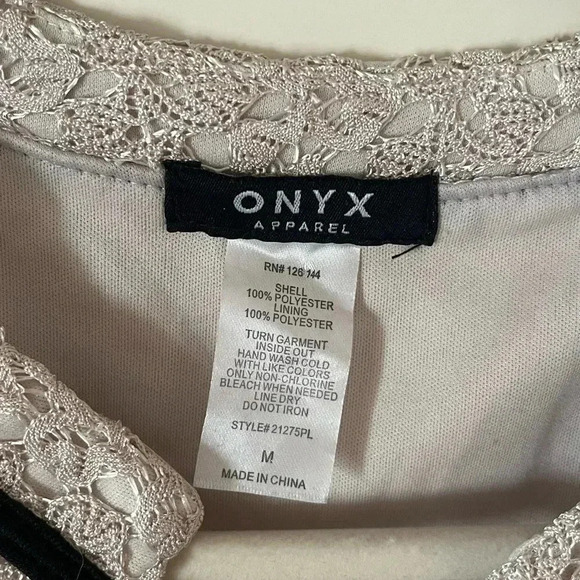 ONYX
APPAREL
RN# 126144
SHELL
100% POLYESTER
LINING
100% POLYESTER
TURN GARMENT
INSIDE OUT
HAND WASH COLD
WITH LIKE COLORS
ONLY NON-CHLORINE
BLEACH WHEN NEEDED
LINE DRY
DO NOT IRON
STYLE# 21275PL
M
MADE IN CHINA